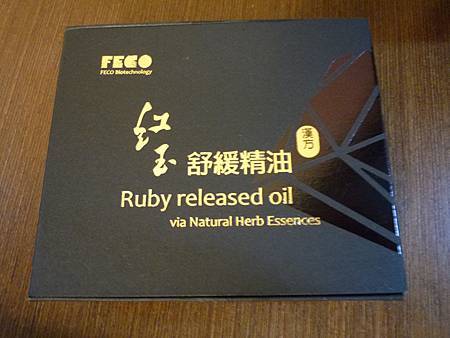 FECO
FECO Biotechnology
紅玉
舒緩精油
漢方
Ruby released oil
via Natural Herb Essences